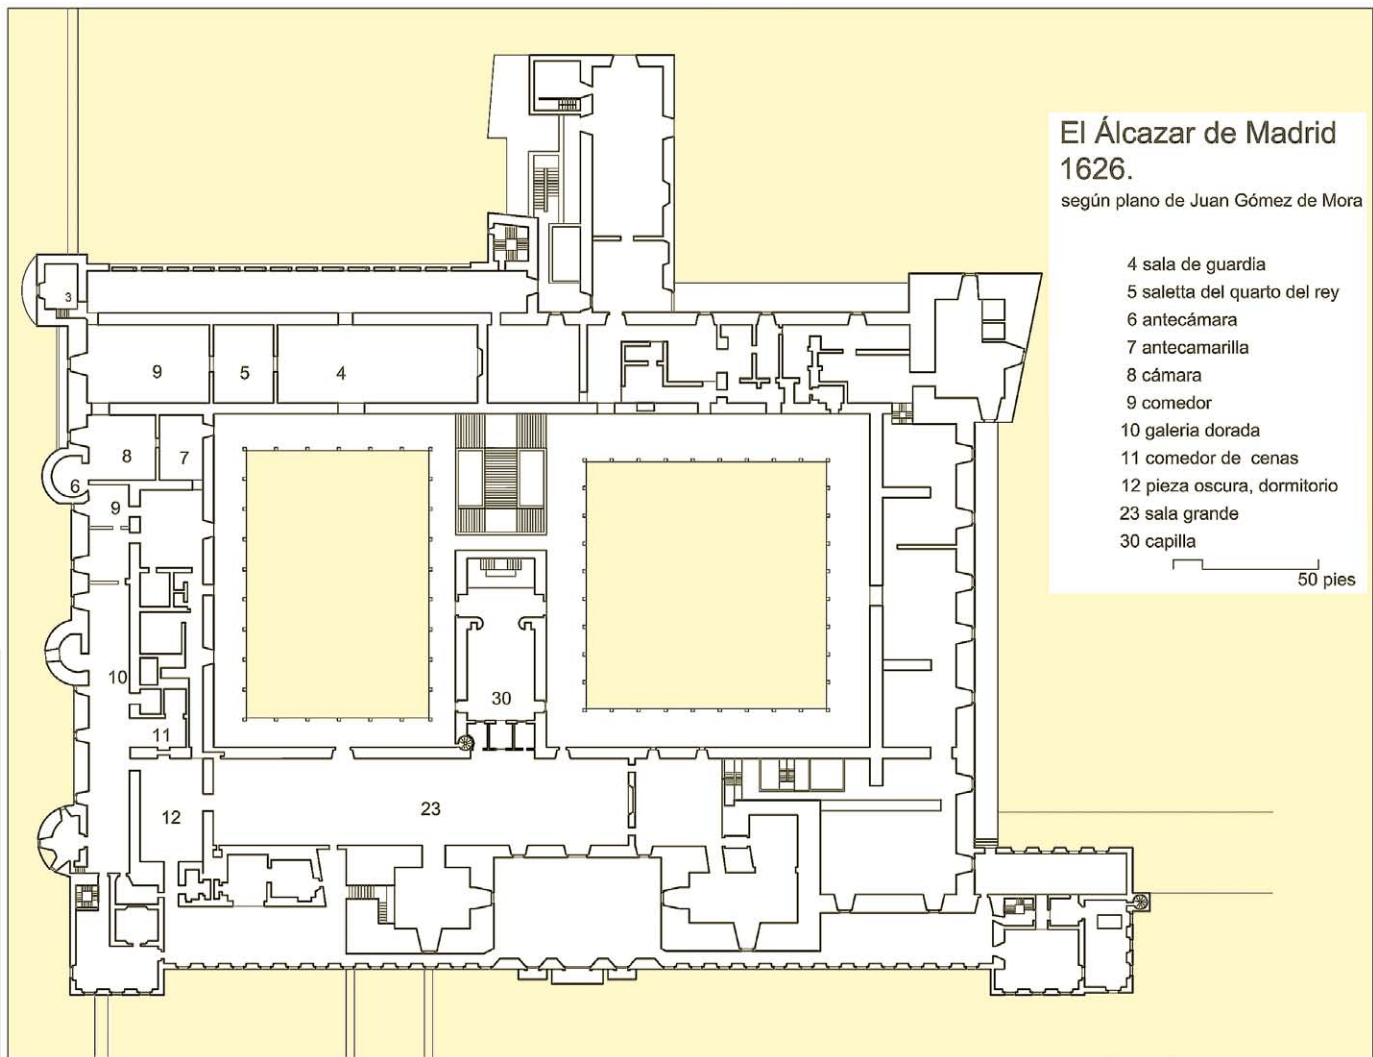 El Álcazar de Madrid
1626.
según plano de Juan Gómez de Mora
4 sala de guardia
5 saletta del quarto del rey
6 antecámara
7 antecamarilla
8 cámara
9 comedor
10 galeria dorada
11 comedor de cenas
12 pieza oscura, dormitorio
23 sala grande
30 capilla
50 pies
3
9
5
4
8
7
6
9
10
30
11
12
23